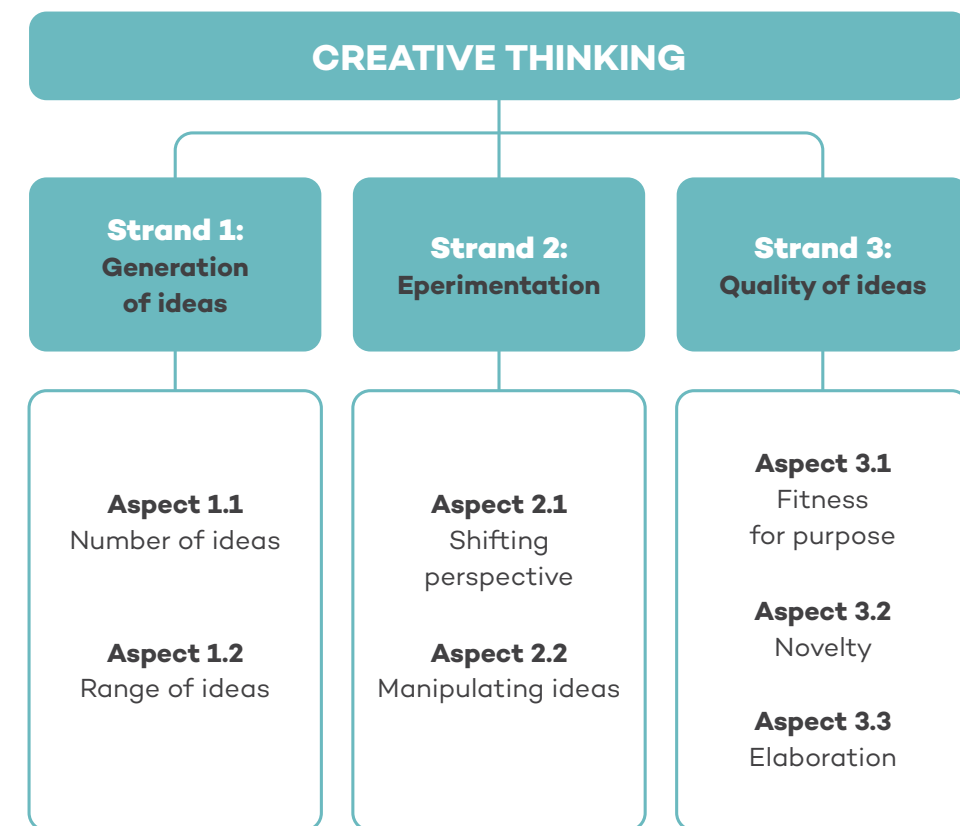 CREATIVE THINKING
Strand 1:
Generation
of ideas
Strand 2:
Eperimentation
Strand 3:
Quality of ideas
Aspect 1.1
Number of ideas
Aspect 1.2
Range of ideas
Aspect 2.1
Shifting
perspective
Aspect 2.2
Manipulating ideas
Aspect 3.1
Fitness
for purpose
Aspect 3.2
Novelty
Aspect 3.3
Elaboration